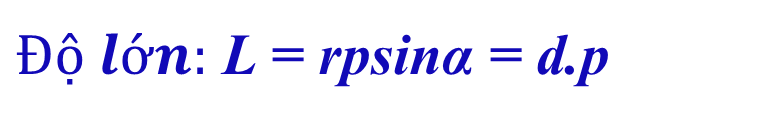 Độ lớn: L = rpsinα = d.p